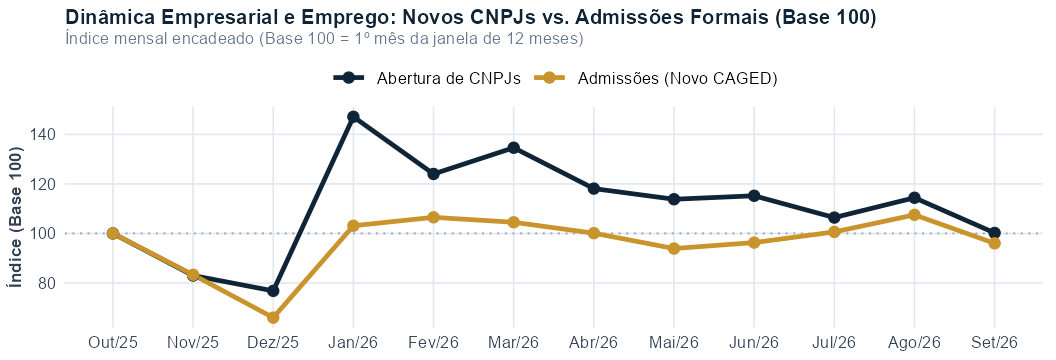 Dinâmica Empresarial e Emprego: Novos CNPJs vs. Admissões Formais (Base 100)
Índice mensal encadeado (Base 100 = 1º mês da janela de 12 meses)
Abertura de CNPJs
Admissões (Novo CAGED)
Índice (Base 100)
140
120
100
80
Out/25
Nov/25
Dez/25
Jan/26
Fev/26
Mar/26
Abr/26
Mai/26
Jun/26
Jul/26
Ago/26
Set/26